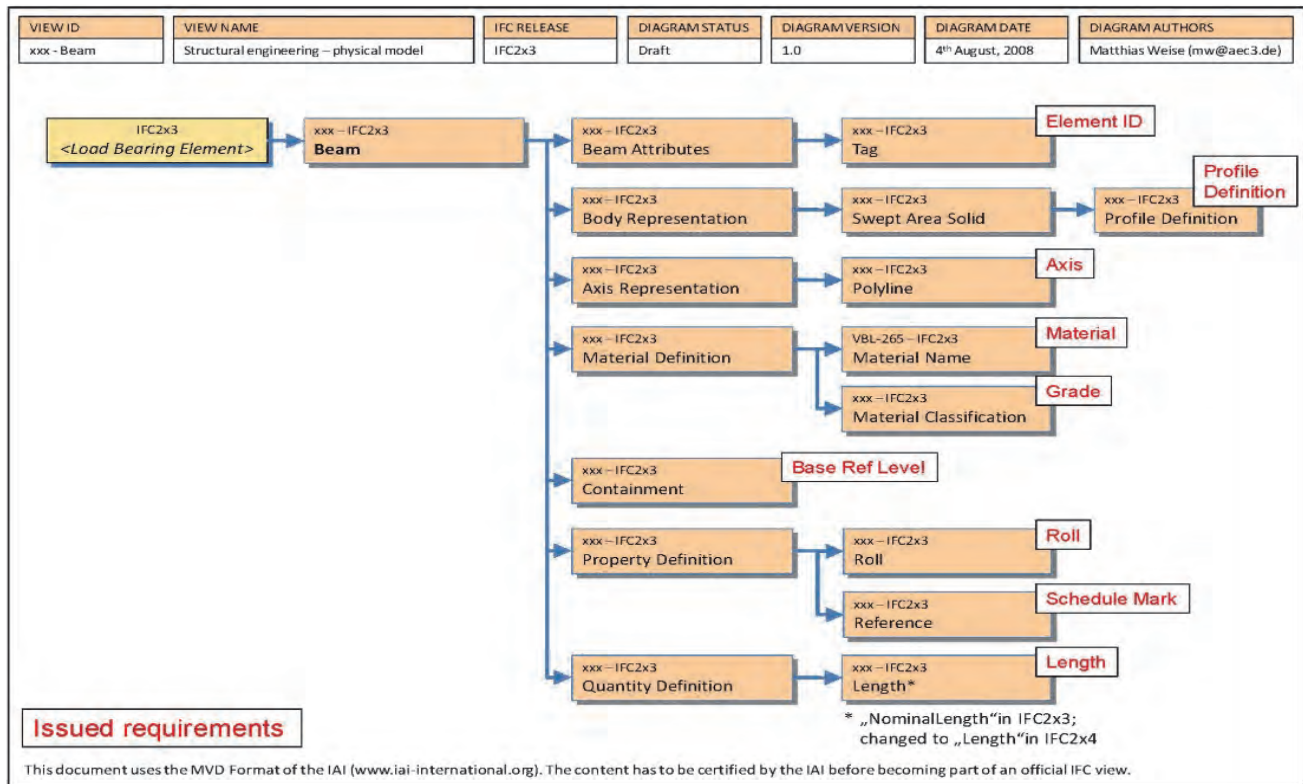 VIEW ID
xxx - Beam
VIEW NAME
Structural engineering – physical model
IFC RELEASE
IFC2x3
DIAGRAM STATUS
Draft
DIAGRAM VERSION
1.0
DIAGRAM DATE
4th August, 2008
DIAGRAM AUTHORS
Matthias Weise (mw@aec3.de)
IFC2x3
<Load Bearing Element>
xxx – IFC2x3
Beam
xxx – IFC2x3
Beam Attributes
xxx – IFC2x3
Tag
Element ID
xxx – IFC2x3
Body Representation
xxx – IFC2x3
Swept Area Solid
xxx – IFC2x3
Profile Definition
Profile
Definition
xxx – IFC2x3
Axis Representation
xxx – IFC2x3
Polyline
Axis
xxx – IFC2x3
Material Definition
VBL-265 – IFC2x3
Material Name
Material
xxx – IFC2x3
Material Classification
Grade
xxx – IFC2x3
Containment
Base Ref Level
xxx – IFC2x3
Property Definition
xxx – IFC2x3
Roll
Roll
xxx – IFC2x3
Reference
Schedule Mark
xxx – IFC2x3
Quantity Definition
xxx – IFC2x3
Length*
Length
* „NominalLength“in IFC2x3;
changed to „Length“in IFC2x4
Issued requirements
This document uses the MVD Format of the IAI (www.iai-international.org). The content has to be certified by the IAI before becoming part of an official IFC view.